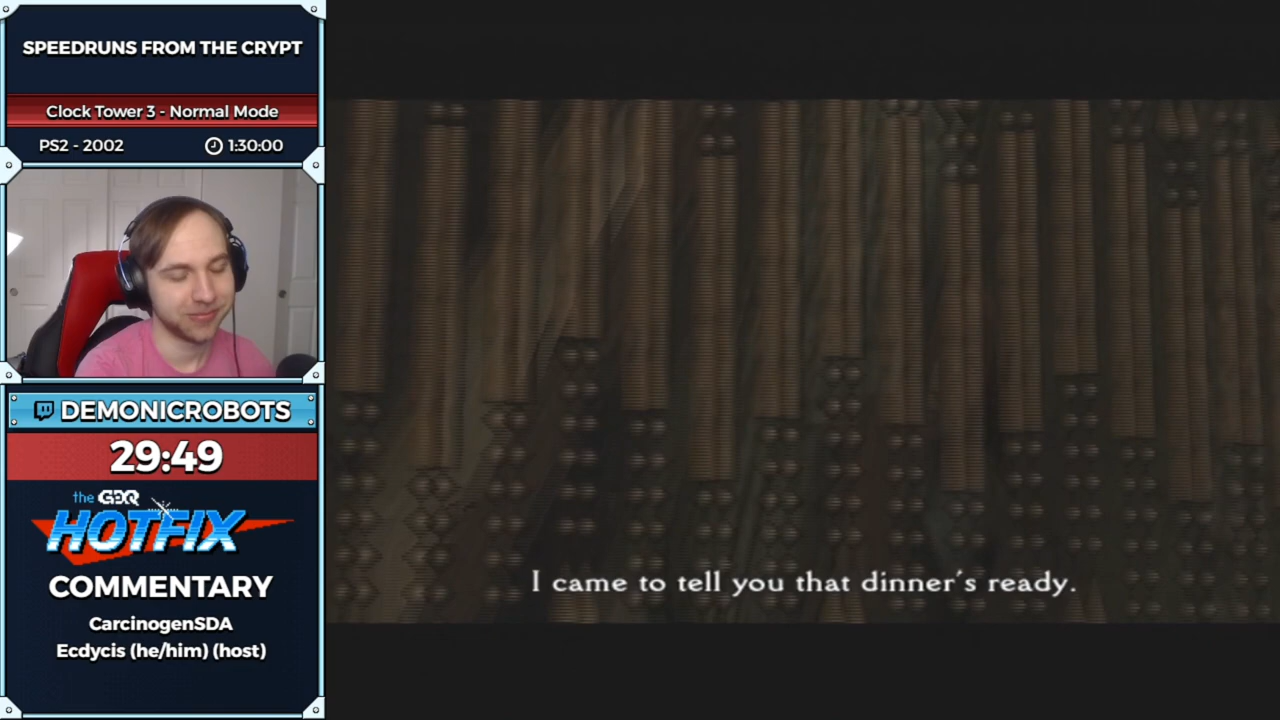 SPEEDRUNS FROM THE CRYPT
Clock Tower 3 - Normal Mode
PS2 - 2002
1:30:00
DEMONICROBOTS
29:49
the GDQ
HOTFIX
COMMENTARY
CarcinogenSDA
Ecdycis (he/him) (host)
I came to tell you that dinner's ready.